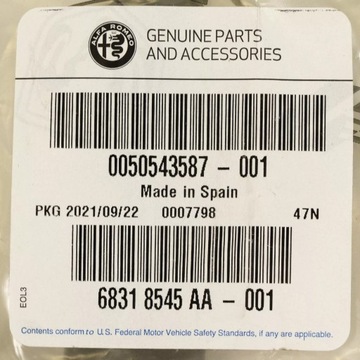 ALFA ROMEO
GENUINE PARTS
AND ACCESSORIES
0050543587 - 001
Made in Spain
PKG 2021/09/22 0007798 47N
EOL3
6831 8545 AA - 001
Contents conform to U.S. Federal Motor Vehicle Safety Standards, if any are applicable.